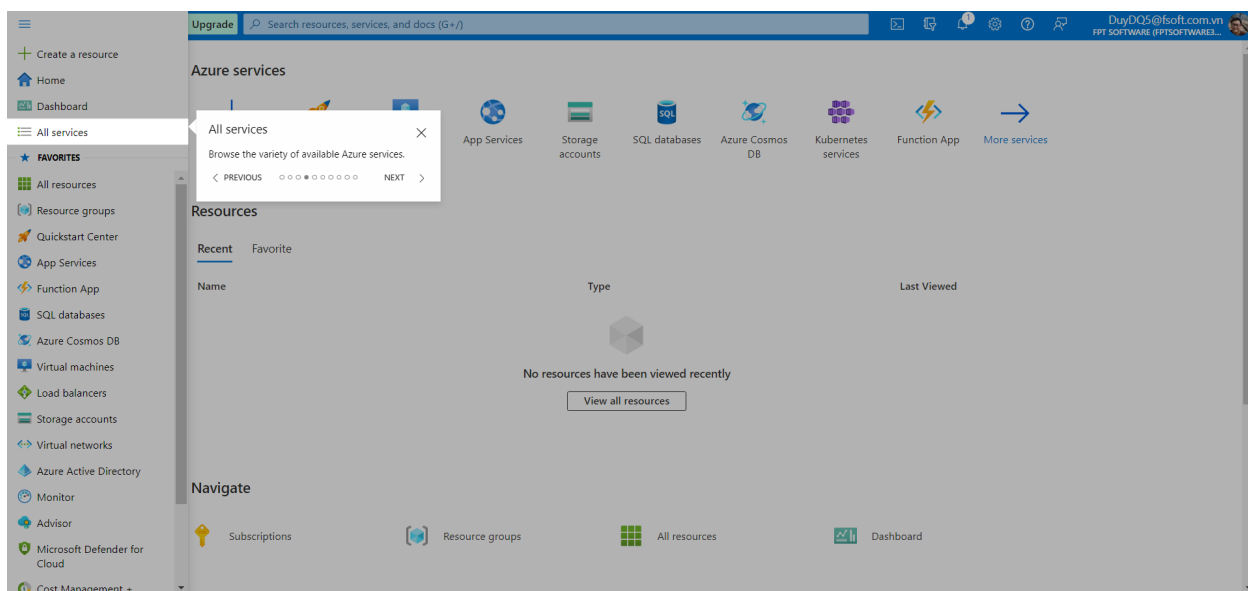 Upgrade
Search resources, services, and docs (G+/)
1
DuyDQ5@fsoft.com.vn
FPT SOFTWARE (FPTSOFTWARE3...
Create a resource
Home
Dashboard
All services
FAVORITES
All resources
Resource groups
Quickstart Center
App Services
Function App
SQL databases
Azure Cosmos DB
Virtual machines
Load balancers
Storage accounts
Virtual networks
Azure Active Directory
Monitor
Advisor
Microsoft Defender for
Cloud
Cost Management +
Azure services
All services
Browse the variety of available Azure services.
PREVIOUS
NEXT
App Services
Storage
accounts
SQL
SQL databases
Azure Cosmos
DB
Kubernetes
services
Function App
More services
Resources
Recent Favorite
Name Type Last Viewed
No resources have been viewed recently
View all resources
Navigate
Subscriptions
Resource groups
All resources
Dashboard